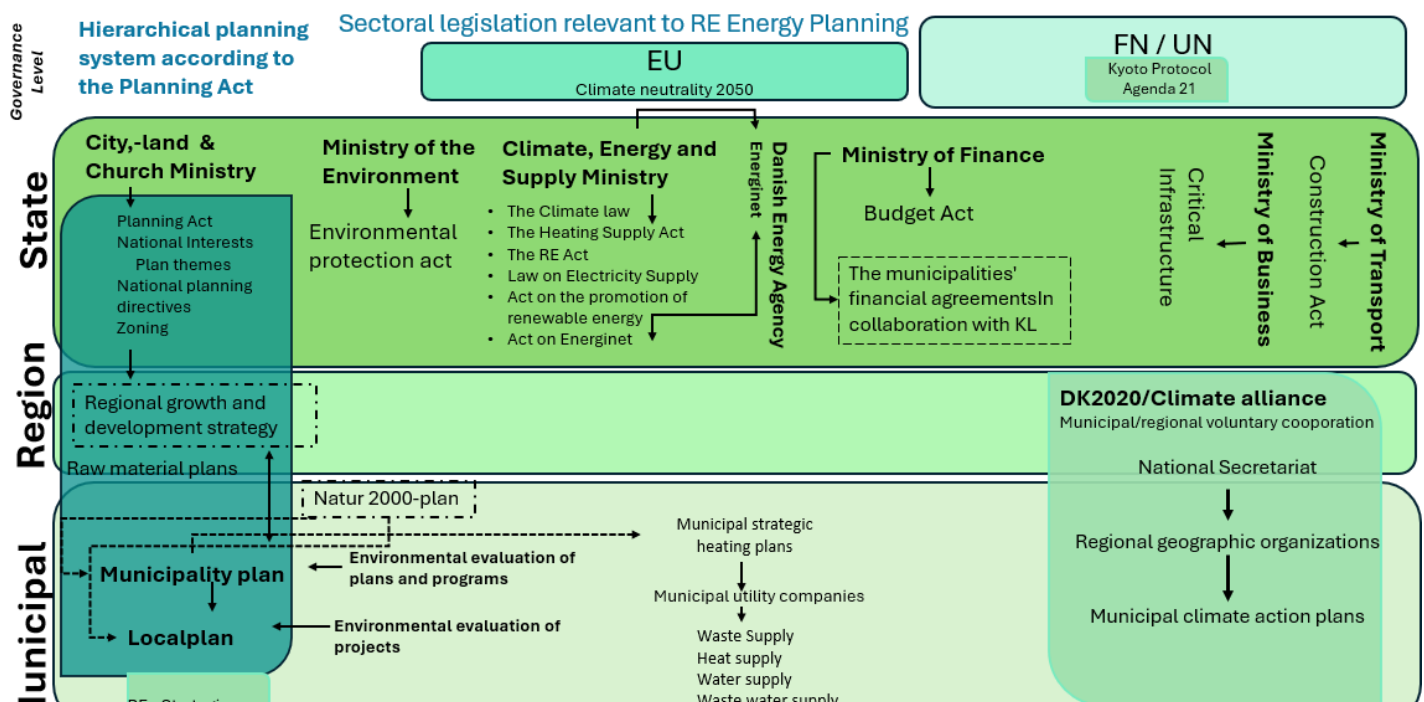 Governance
Level
Hierarchical planning
system according to
the Planning Act
Sectoral legislation relevant to RE Energy Planning
EU
Climate neutrality 2050
FN / UN
Kyoto Protocol
Agenda 21
State
City,-land &
Church Ministry
Planning Act
National Interests
Plan themes
National planning
directives
Zoning
Ministry of the
Environment
Environmental
protection act
Climate, Energy and
Supply Ministry
• The Climate law
• The Heating Supply Act
• The RE Act
• Law on Electricity Supply
• Act on the promotion of
renewable energy
• Act on Energinet
Danish Energy Agency
Energinet
Ministry of Finance
Budget Act
The municipalities'
financial agreementsIn
collaboration with KL
Critical
Infrastructure
Ministry of Business
Construction Act
Ministry of Transport
Region
Regional growth and
development strategy
Raw material plans
DK2020/Climate alliance
Municipal/regional voluntary cooporation
National Secretariat
Regional geographic organizations
Municipal climate action plans
Municipal
Natur 2000-plan
Municipality plan
Localplan
Environmental evaluation of
plans and programs
Environmental evaluation of
projects
Municipal strategic
heating plans
Municipal utility companies
Waste Supply
Heat supply
Water supply
Waste water supply